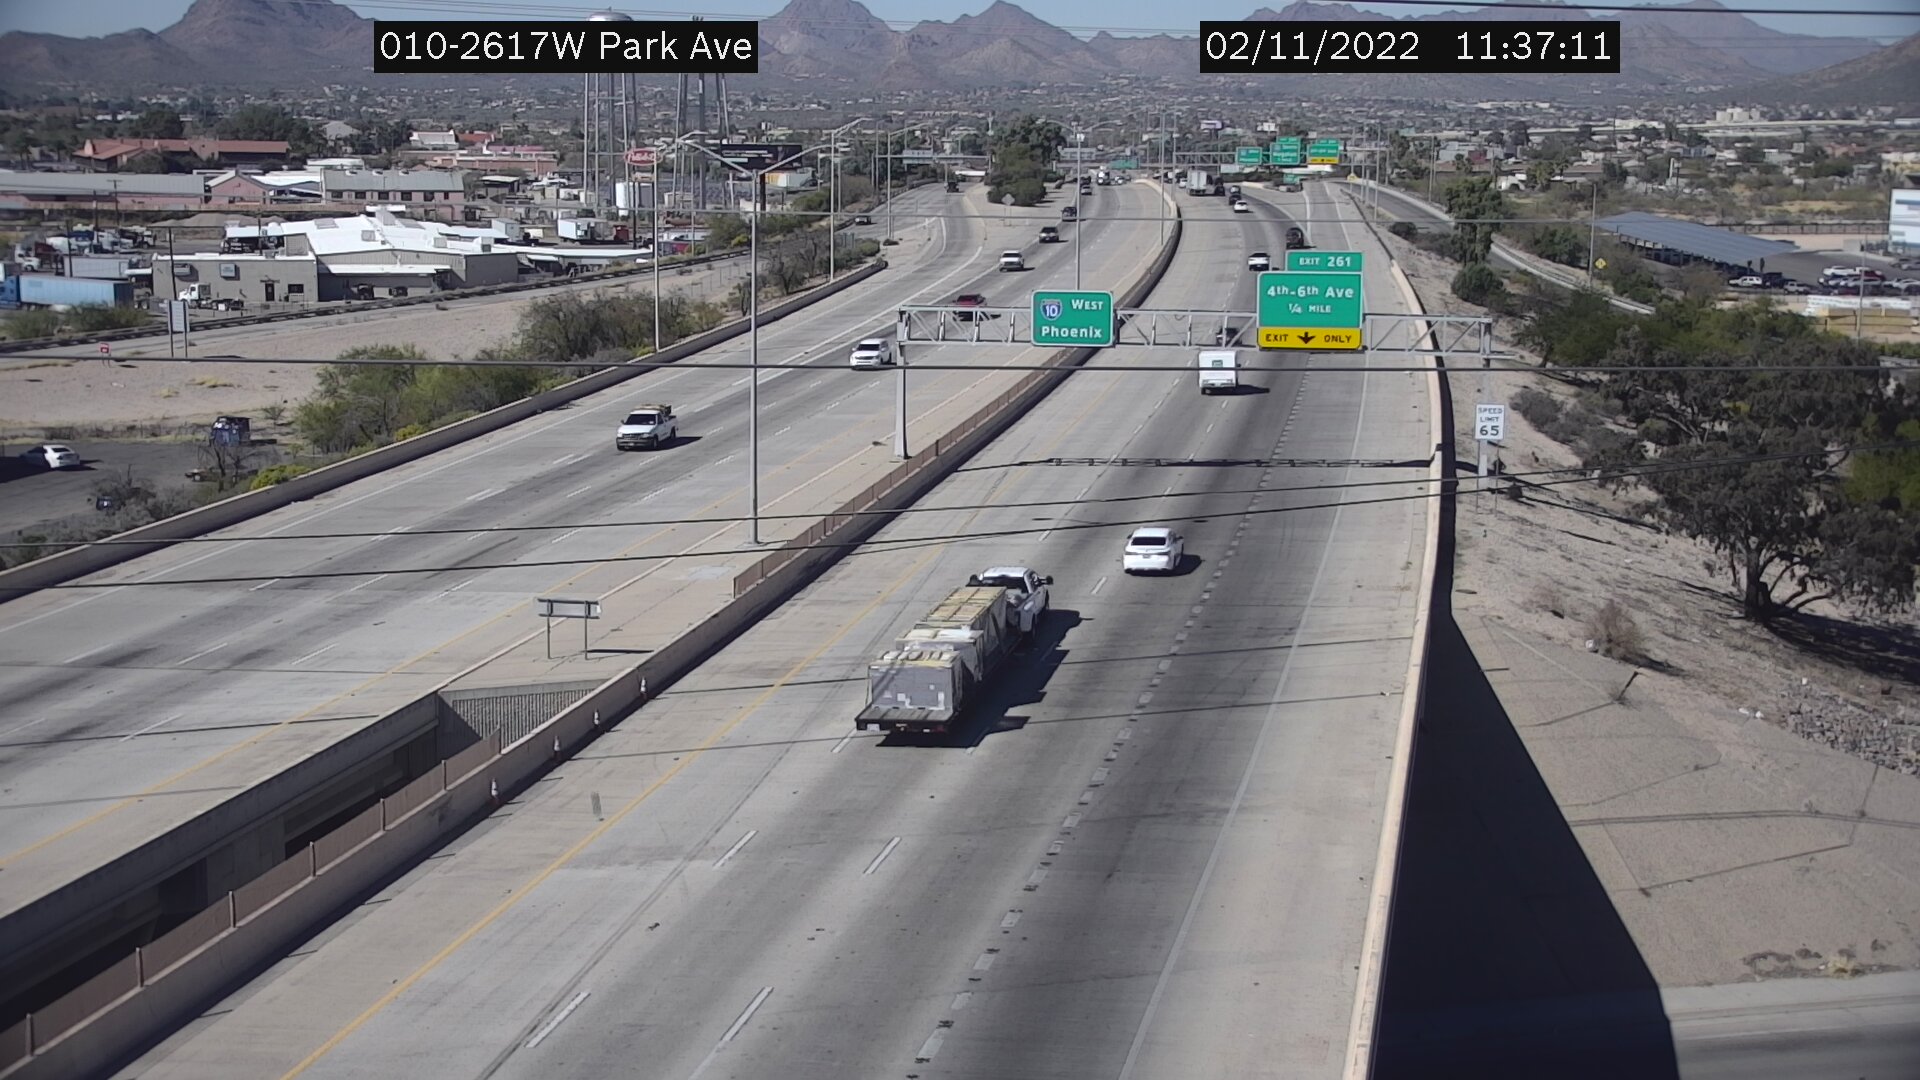 010-2617W Park Ave
02/11/2022 11:37:11
EXIT 261
4th-6th Ave
1/4 MILE
EXIT ONLY
10 WEST
Phoenix
SPEED
LIMIT
65